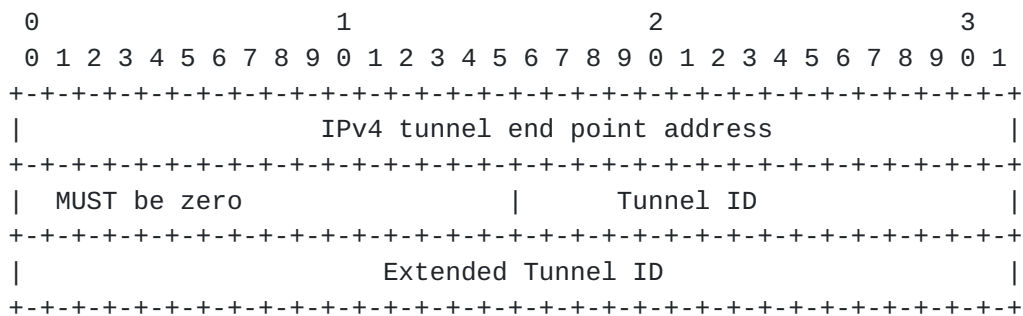 0                   1                   2                   3
 0 1 2 3 4 5 6 7 8 9 0 1 2 3 4 5 6 7 8 9 0 1 2 3 4 5 6 7 8 9 0 1
+-+-+-+-+-+-+-+-+-+-+-+-+-+-+-+-+-+-+-+-+-+-+-+-+-+-+-+-+-+-+-+-+
|                   IPv4 tunnel end point address               |
+-+-+-+-+-+-+-+-+-+-+-+-+-+-+-+-+-+-+-+-+-+-+-+-+-+-+-+-+-+-+-+-+
|  MUST be zero                 |      Tunnel ID                |
+-+-+-+-+-+-+-+-+-+-+-+-+-+-+-+-+-+-+-+-+-+-+-+-+-+-+-+-+-+-+-+-+
|                       Extended Tunnel ID                      |
+-+-+-+-+-+-+-+-+-+-+-+-+-+-+-+-+-+-+-+-+-+-+-+-+-+-+-+-+-+-+-+-+